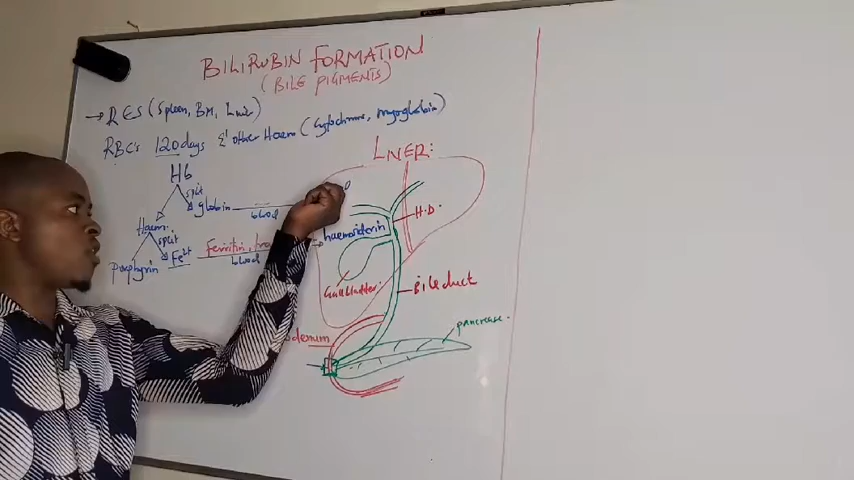 BILIRUBIN FORMATION
(BILE PIGMENTS)
→ RES (Spleen, BM, Liver)
RBC's 120days & other Haem (Cytochrome, myoglobin)
LIVER:
Hb
split
globin
blood
Haem
split
Fe²⁺
Porphyrin
Ferritin,
blood
haemosiderin
H.D.
Gallbladder
Bile duct
pancreas